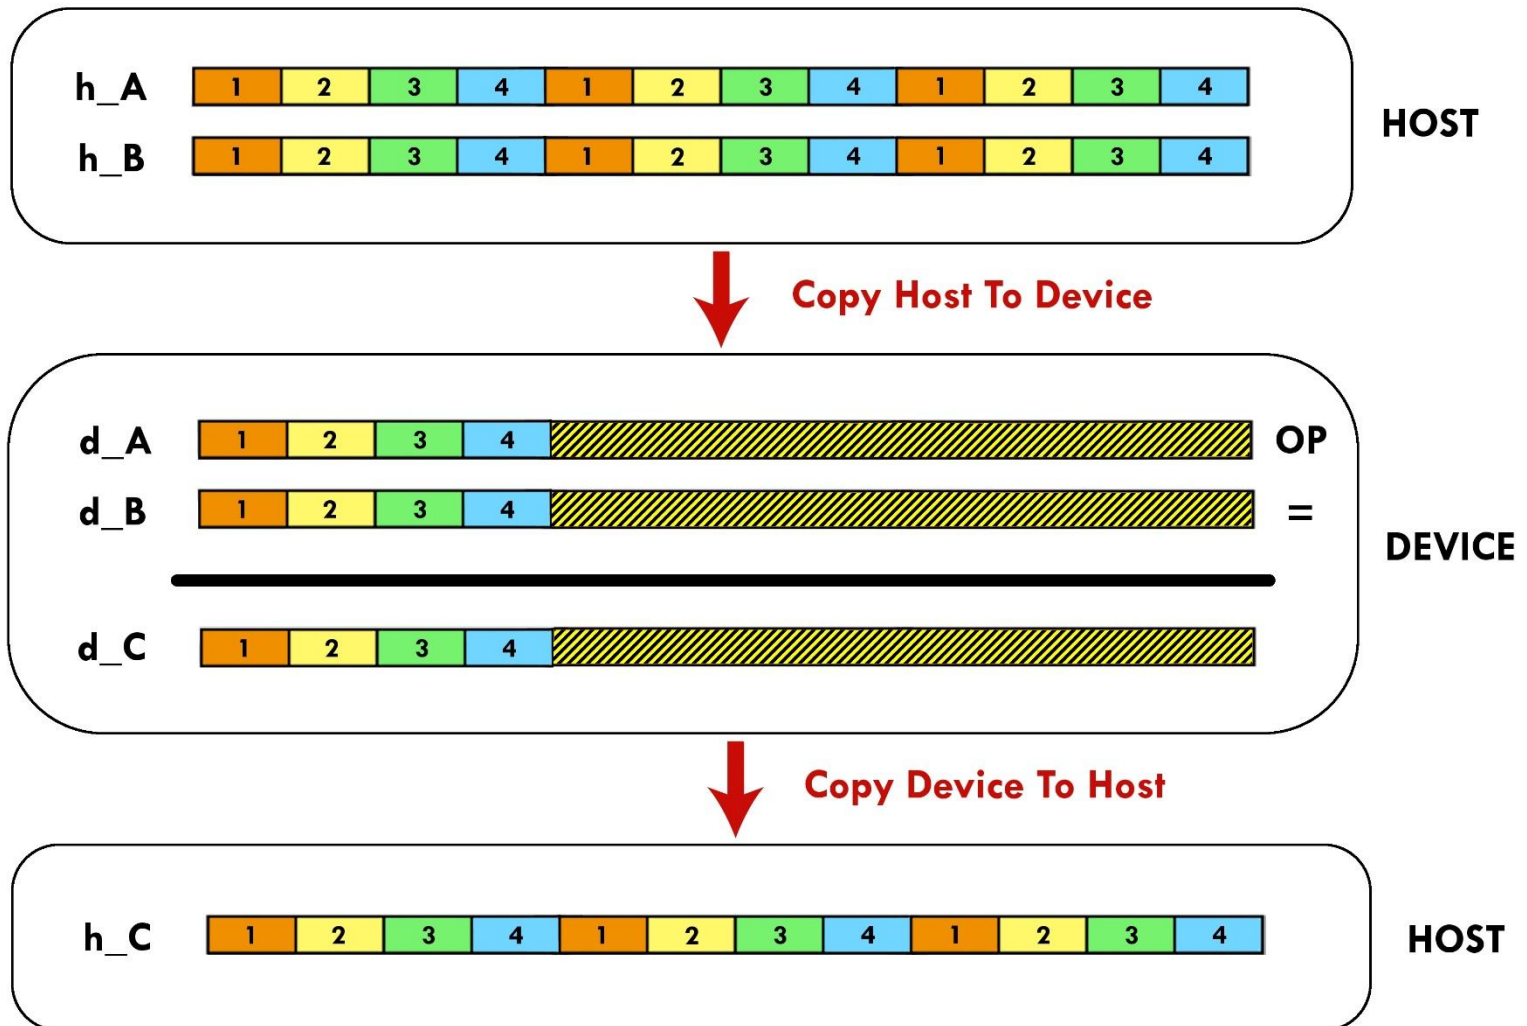 h_A 1 2 3 4 1 2 3 4 1 2 3 4
HOST
h_B 1 2 3 4 1 2 3 4 1 2 3 4
Copy Host To Device
d_A 1 2 3 4 OP
d_B 1 2 3 4 =
DEVICE
d_C 1 2 3 4
Copy Device To Host
h_C 1 2 3 4 1 2 3 4 1 2 3 4
HOST